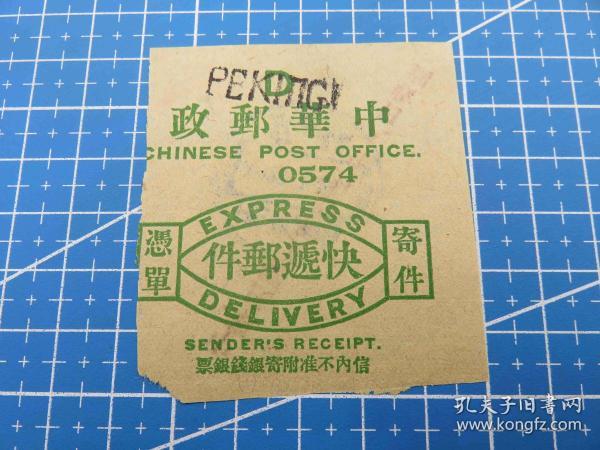 PEKING
D
政郵華中
CHINESE POST OFFICE.
0574
EXPRESS
憑單
件郵遞快
寄件
DELIVERY
SENDER'S RECEIPT.
票銀錢銀寄附准不內信
孔夫子旧書网
www.kongfz.com